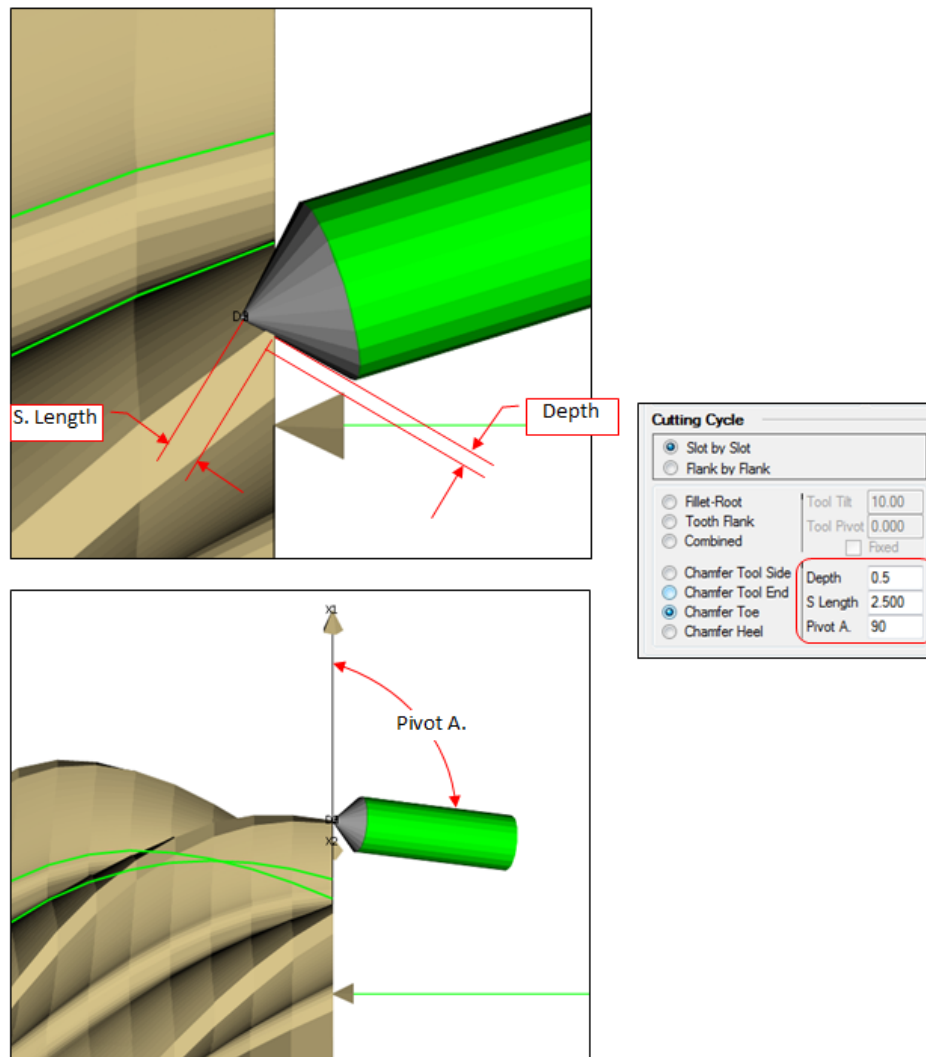 D3
S. Length
Depth
Cutting Cycle
Slot by Slot
Flank by Flank
Fillet-Root
Tool Tilt 10.00
Tooth Flank
Tool Pivot 0.000
Combined
Fixed
Chamfer Tool Side
Depth 0.5
Chamfer Tool End
S Length 2.500
Chamfer Toe
Pivot A. 90
Chamfer Heel
X1
Pivot A.
X2